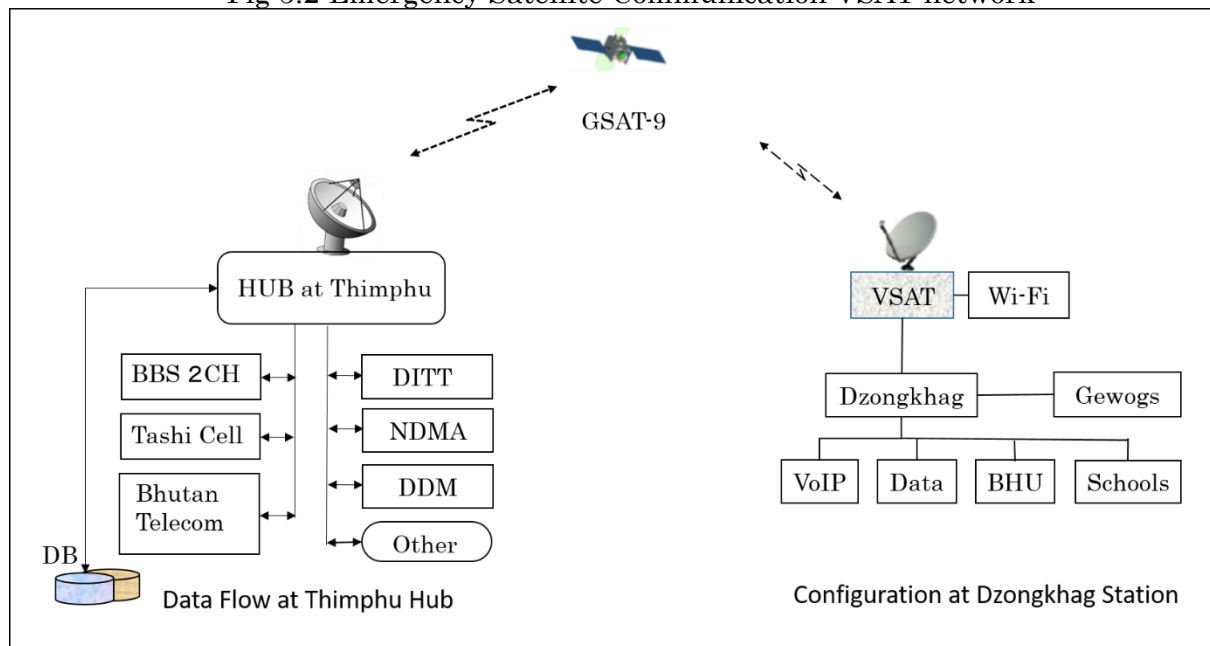 Fig 3.2 Emergency Satellite Communication VSAT network
GSAT-9
HUB at Thimphu
VSAT
Wi-Fi
BBS 2CH
DITT
Dzongkhag
Gewogs
Tashi Cell
NDMA
VoIP
Data
BHU
Schools
Bhutan
Telecom
DDM
Other
DB
Data Flow at Thimphu Hub
Configuration at Dzongkhag Station